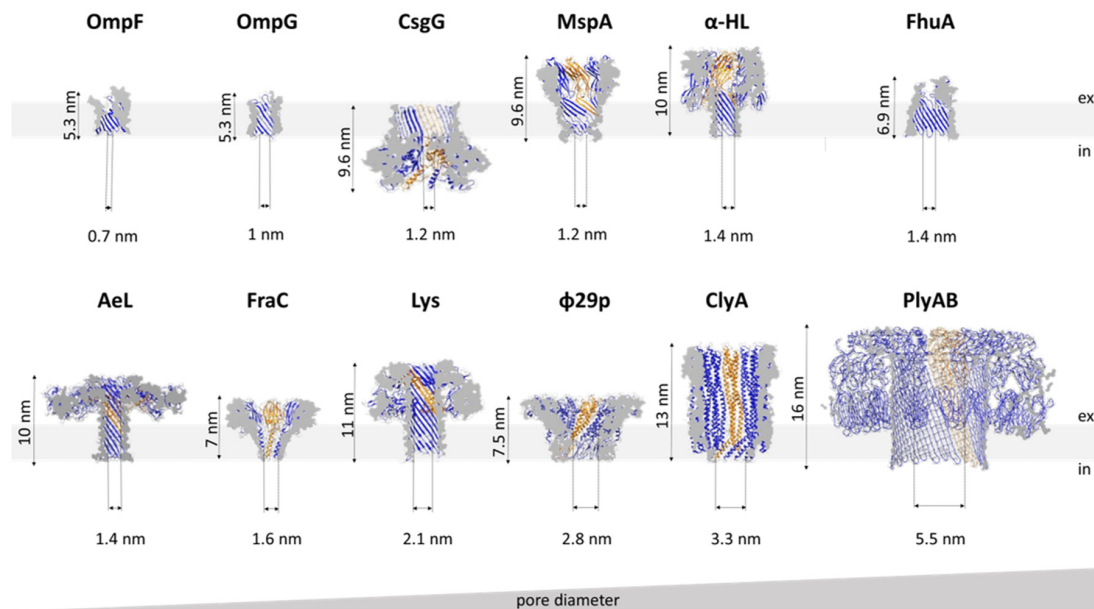 OmpF OmpG CsgG MspA α-HL FhuA
5.3 nm 5.3 nm 9.6 nm 9.6 nm 10 nm 6.9 nm
ex
in
0.7 nm 1 nm 1.2 nm 1.2 nm 1.4 nm 1.4 nm
AeL FraC Lys ϕ29p ClyA PlyAB
10 nm 7 nm 11 nm 7.5 nm 13 nm 16 nm
ex
in
1.4 nm 1.6 nm 2.1 nm 2.8 nm 3.3 nm 5.5 nm
pore diameter